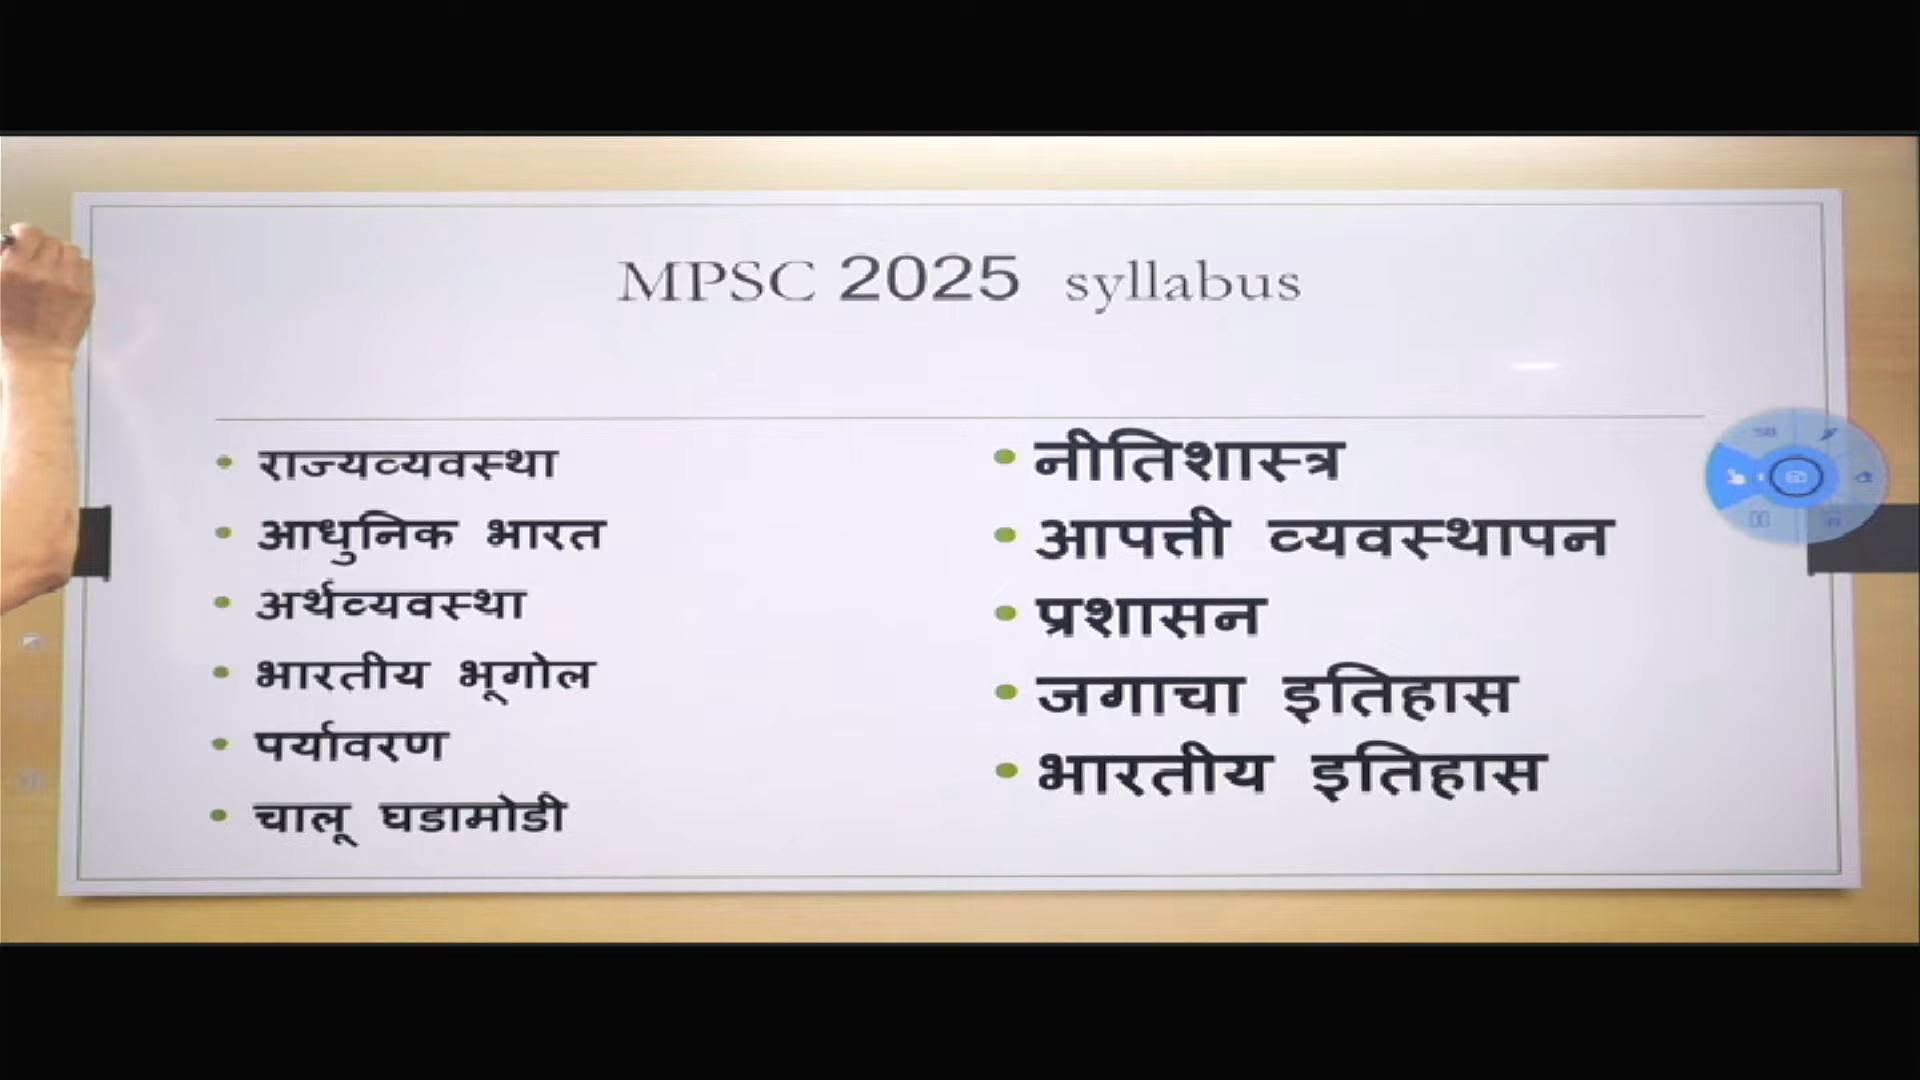 MPSC 2025 syllabus
• राज्यव्यवस्था
• आधुनिक भारत
• अर्थव्यवस्था
• भारतीय भूगोल
• पर्यावरण
• चालू घडामोडी
• नीतिशास्त्र
• आपत्ती व्यवस्थापन
• प्रशासन
• जगाचा इतिहास
• भारतीय इतिहास